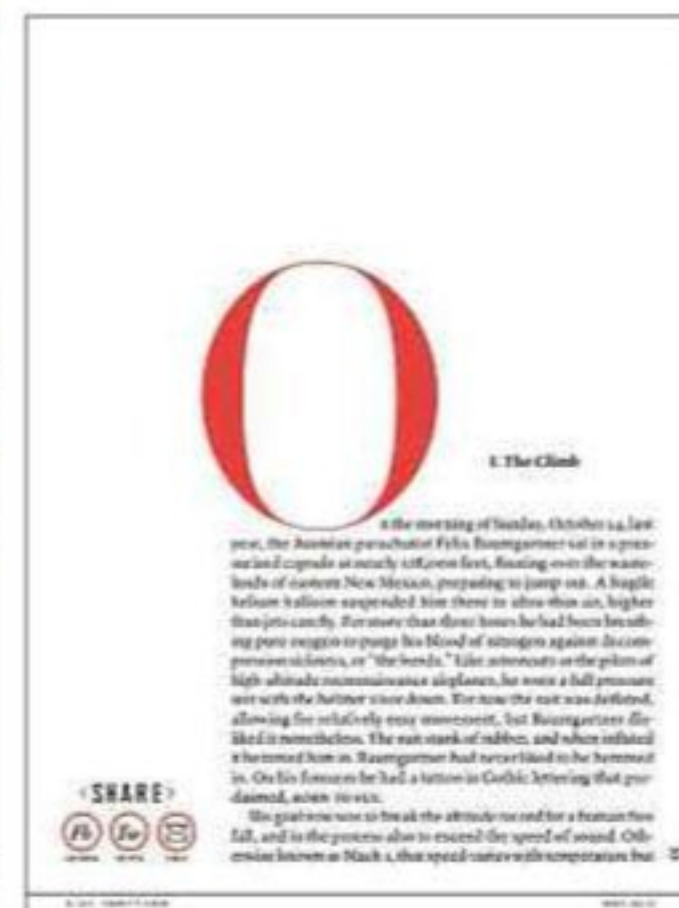 O
1. The Climb
n the morning of Sunday, October 14, last
year, the Austrian parachutist Felix Baumgartner sat in a pres-
surized capsule at nearly 128,000 feet, floating over the waste-
lands of eastern New Mexico, preparing to jump out. A fragile
helium balloon suspended him there in ultra-thin air, higher
than jets can fly. For more than three hours he had been breath-
ing pure oxygen to purge his blood of nitrogen against decom-
pression sickness, or "the bends." Like astronauts or the pilots of
high-altitude reconnaissance airplanes, he wore a full pressure
suit with the helmet visor down. For now the suit was deflated,
allowing for relatively easy movement, but Baumgartner dis-
liked it nonetheless. The suit stank of rubber, and when inflated
it hemmed him in. Baumgartner had never liked to be hemmed
in. On his forearm he had a tattoo in Gothic lettering that pro-
claimed, BORN TO FLY.
His goal now was to break the altitude record for a human free
fall, and in the process also to exceed the speed of sound. Oth-
erwise known as Mach 1, that speed varies with temperature but
<SHARE>
Fb
Tw